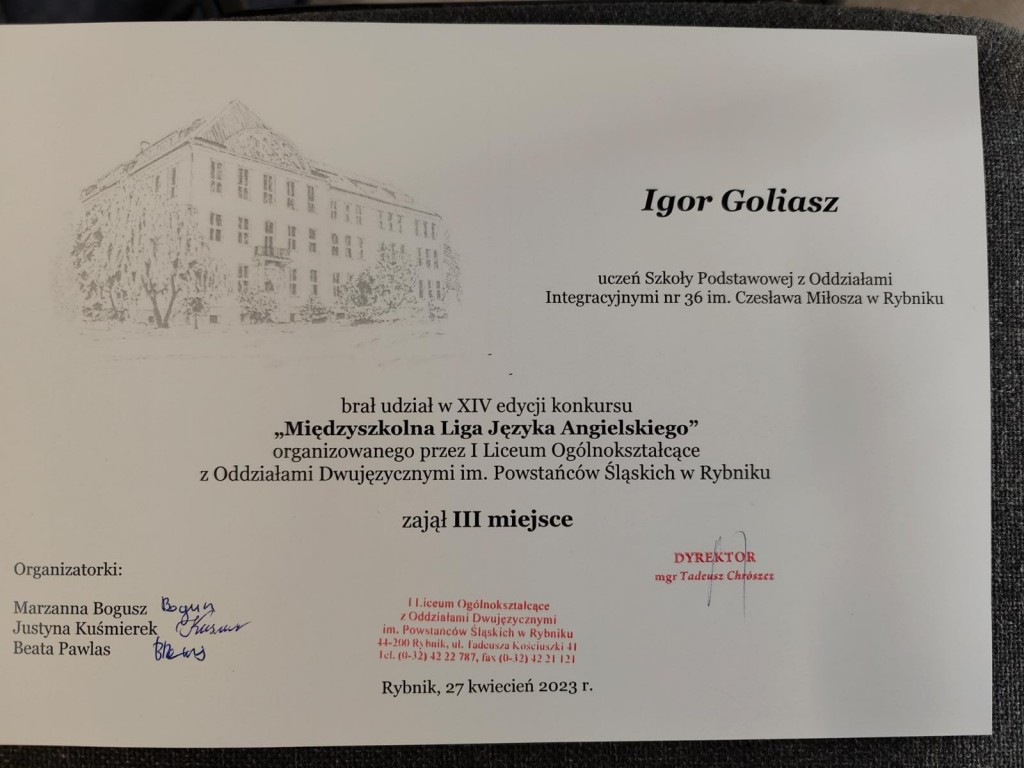 Igor Goliasz
uczeń Szkoły Podstawowej z Oddziałami
Integracyjnymi nr 36 im. Czesława Miłosza w Rybniku
brał udział w XIV edycji konkursu
„Międzyszkolna Liga Języka Angielskiego”
organizowanego przez I Liceum Ogólnokształcące
z Oddziałami Dwujęzycznymi im. Powstańców Śląskich w Rybniku
zajął III miejsce
DYREKTOR
mgr Tadeusz Chrószcz
Organizatorki:
Marzanna Bogusz Bogusz
Justyna Kuśmierek
Beata Pawlas
I Liceum Ogólnokształcące
z Oddziałami Dwujęzycznymi
im. Powstańców Śląskich w Rybniku
44-200 Rybnik, ul. Tadeusza Kościuszki 41
tel. (0-32) 42 22 787, fax (0-32) 42 21 121
Rybnik, 27 kwiecień 2023 r.